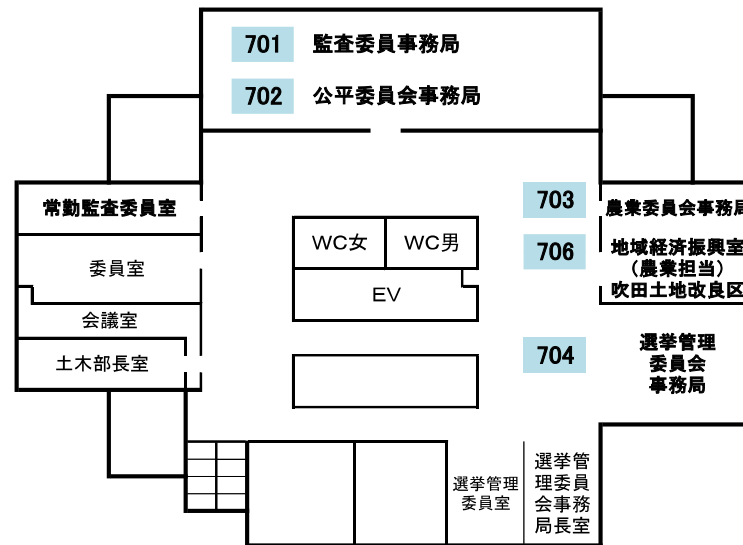 701 監査委員事務局
702 公平委員会事務局
常勤監査委員室
委員室
会議室
土木部長室
WC女
WC男
EV
703 農業委員会事務局
706 地域経済振興室
（農業担当）
吹田土地改良区
704 選挙管理
委員会
事務局
選挙管理
委員室
選挙管
理委員
会事務
局長室